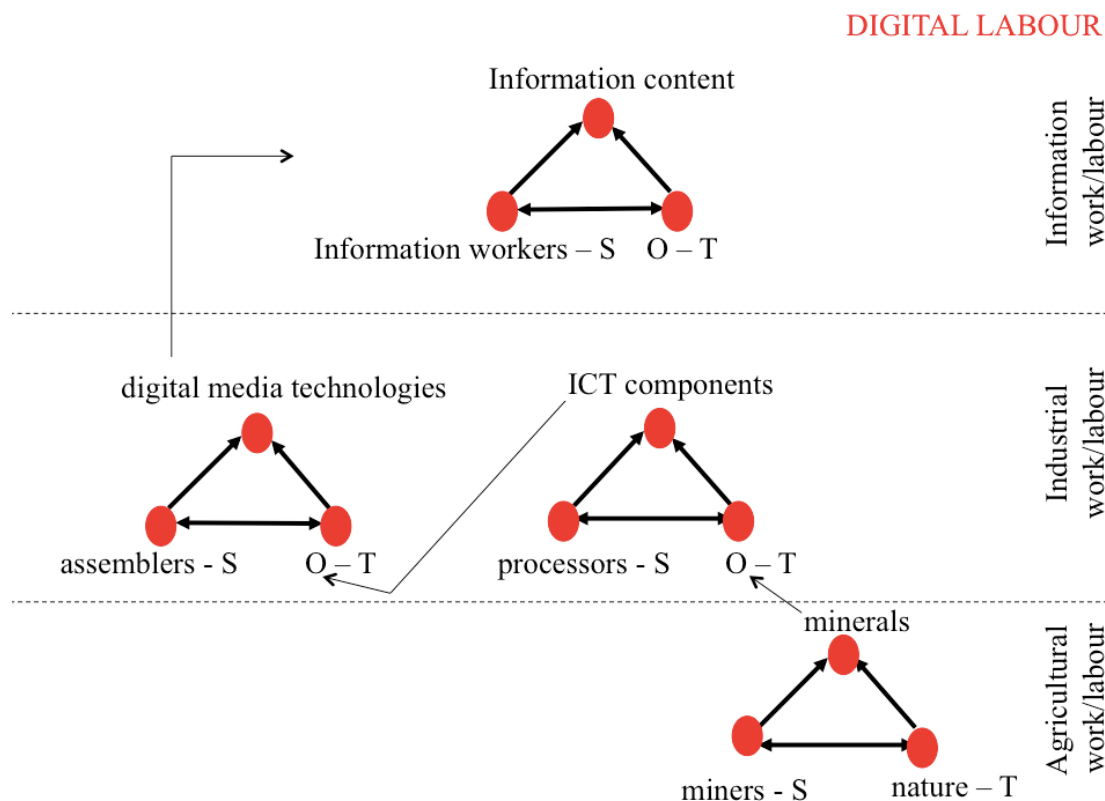 DIGITAL LABOUR
Information content
Information workers – S
O – T
Information
work/labour
digital media technologies
ICT components
assemblers - S
O – T
processors - S
O – T
Industrial
work/labour
minerals
miners - S
nature – T
Agricultural
work/labour